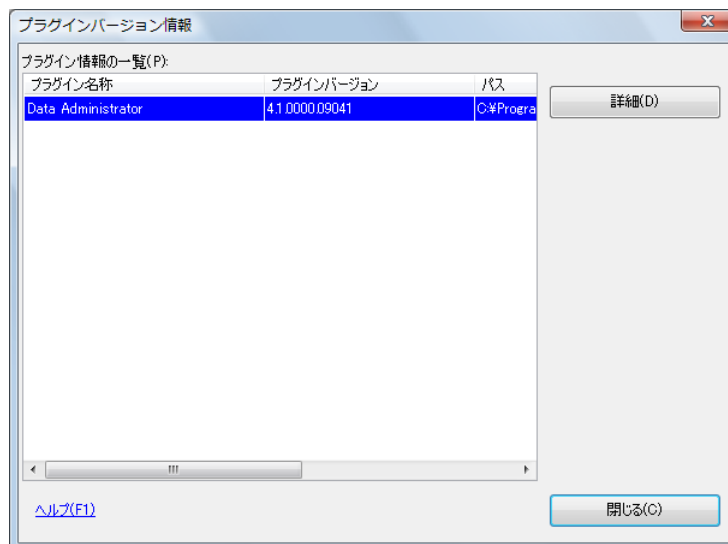 プラグインバージョン情報
プラグイン情報の一覧(P):
プラグイン名称 プラグインバージョン パス
Data Administrator 4.1.0000.09041 C:¥Progra
詳細(D)
ヘルプ(F1)
閉じる(C)